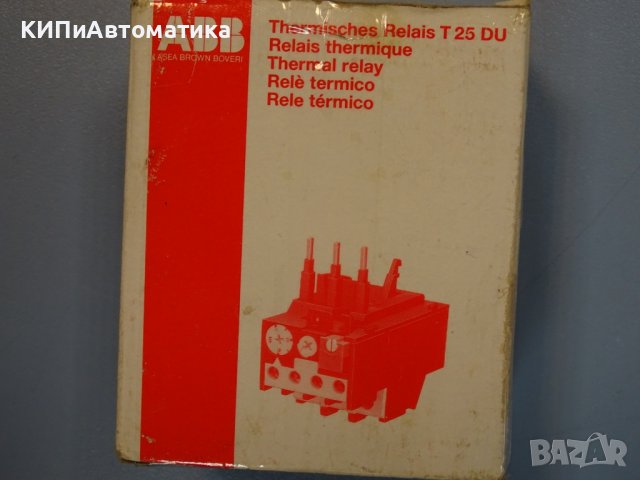 КИПиАвтоматика
ABB
ASEA BROWN BOVERI
Thermisches Relais T 25 DU
Relais thermique
Thermal relay
Relè termico
Rele térmico
BAZAR